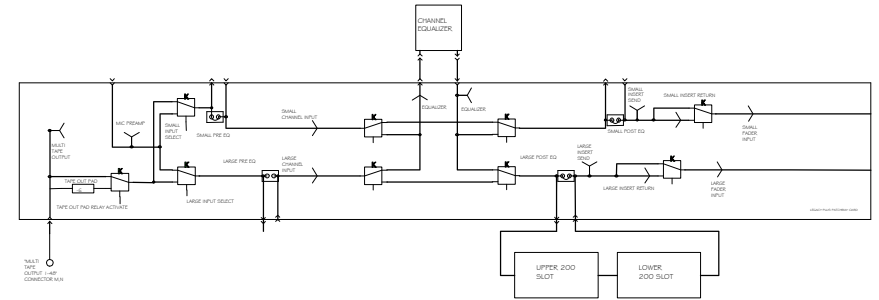 CHANNEL
EQUALIZER
MULTI
TAPE
OUTPUT
MIC PREAMP
SMALL
INPUT
SELECT
K
SMALL PRE EQ
SMALL
CHANNEL INPUT
K
EQUALIZER
EQUALIZER
K
SMALL POST EQ
SMALL
INSERT
SEND
SMALL INSERT RETURN
K
SMALL
FADER
INPUT
TAPE OUT PAD
K
TAPE OUT PAD RELAY ACTIVATE
K
LARGE INPUT SELECT
LARGE PRE EQ
LARGE
CHANNEL
INPUT
K
K
LARGE POST EQ
LARGE
INSERT
SEND
LARGE INSERT RETURN
K
LARGE
FADER
INPUT
"MULTI
TAPE
OUTPUT 1-48"
CONNECTOR M,N
UPPER 200
SLOT
LOWER
200 SLOT